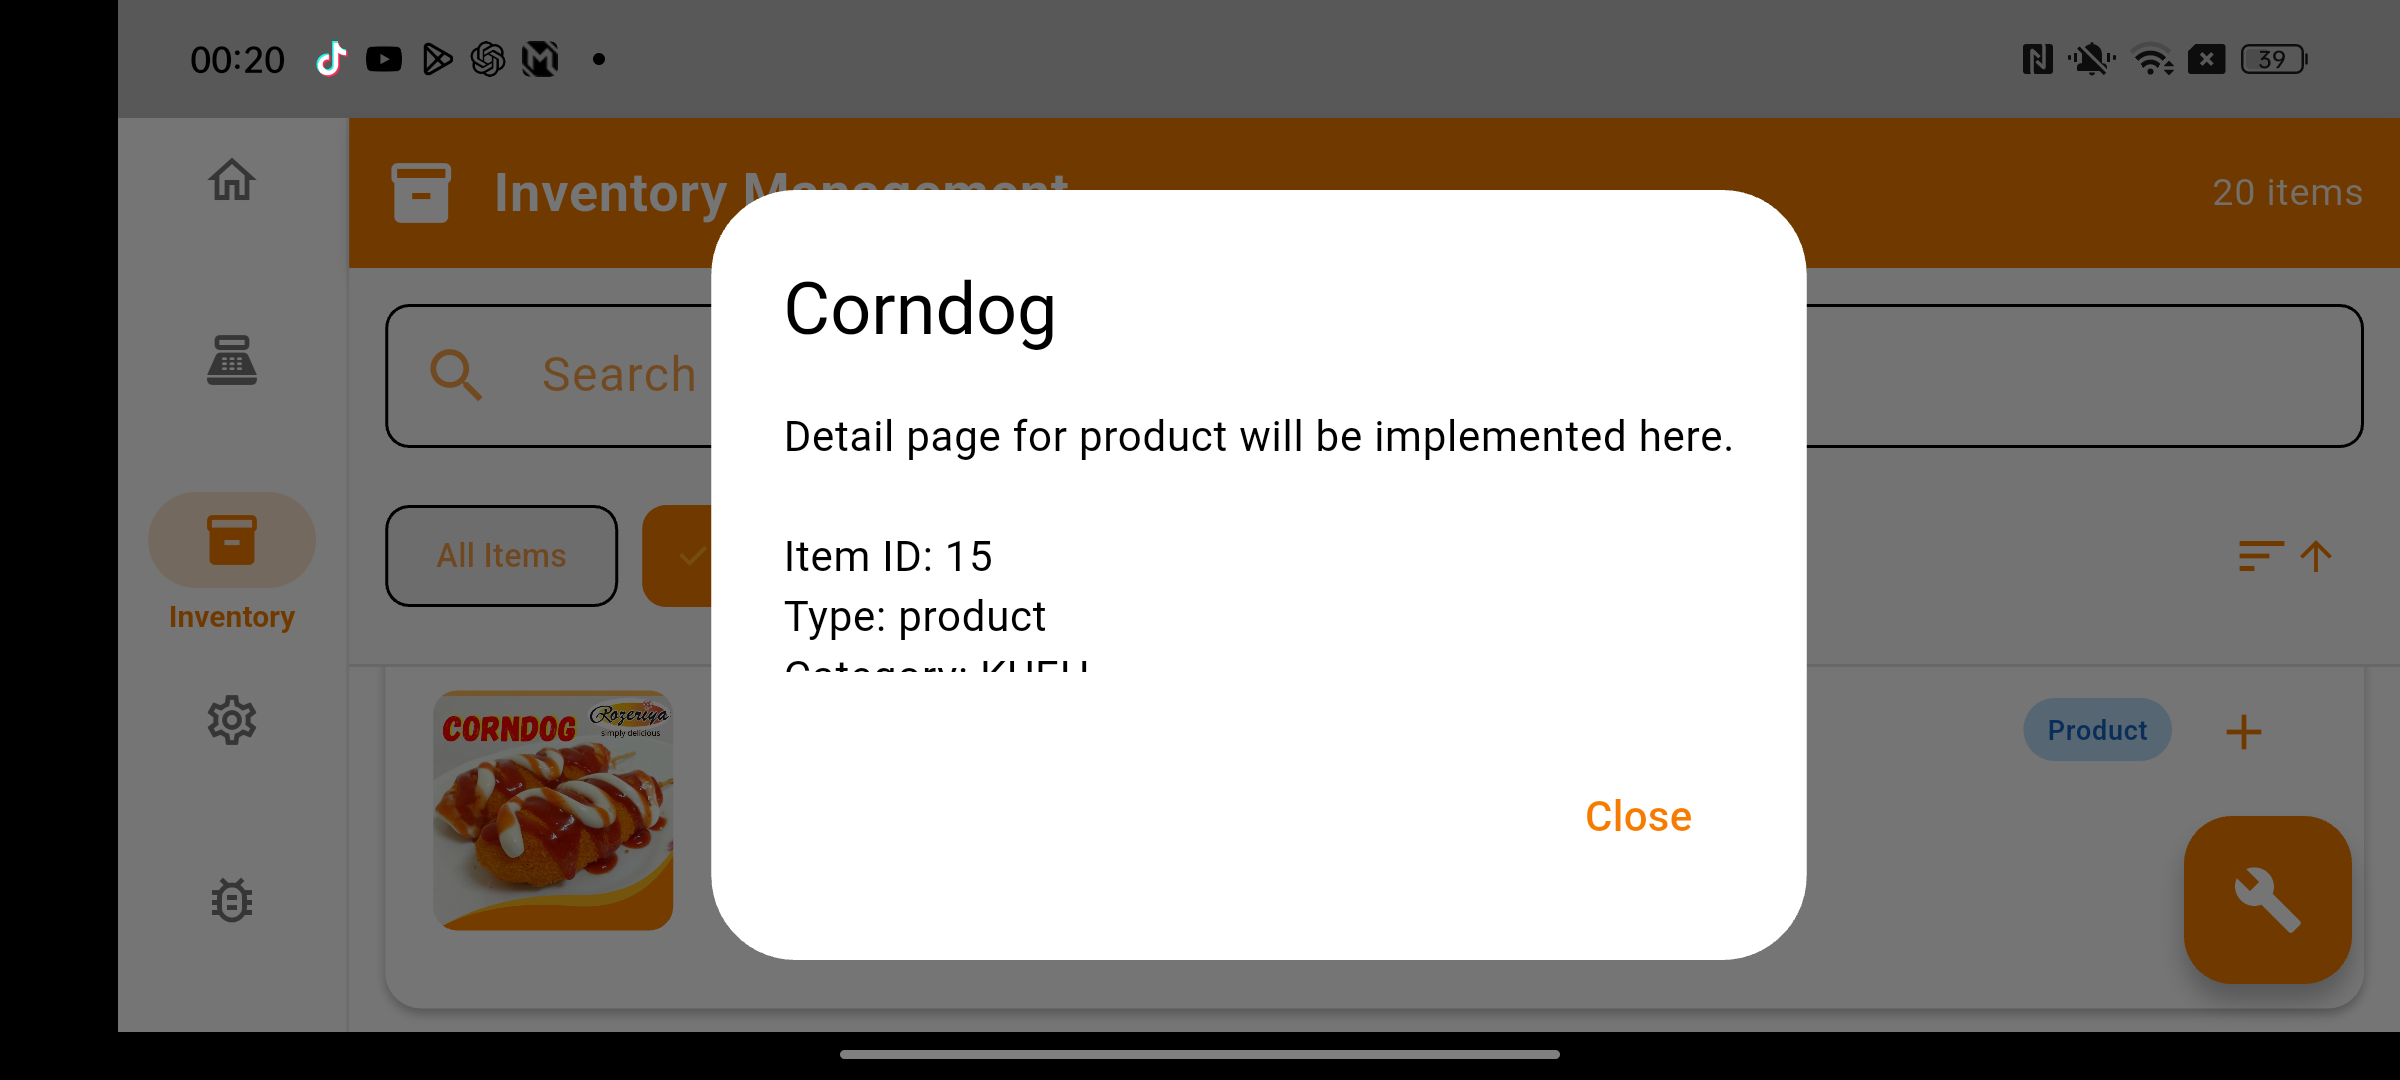 00:20
39
Inventory Management
20 items
Search
All Items
Inventory
Corndog
Detail page for product will be implemented here.
Item ID: 15
Type: product
Category:
CORNDOG
Rozeriya
simply delicious
Product
Close